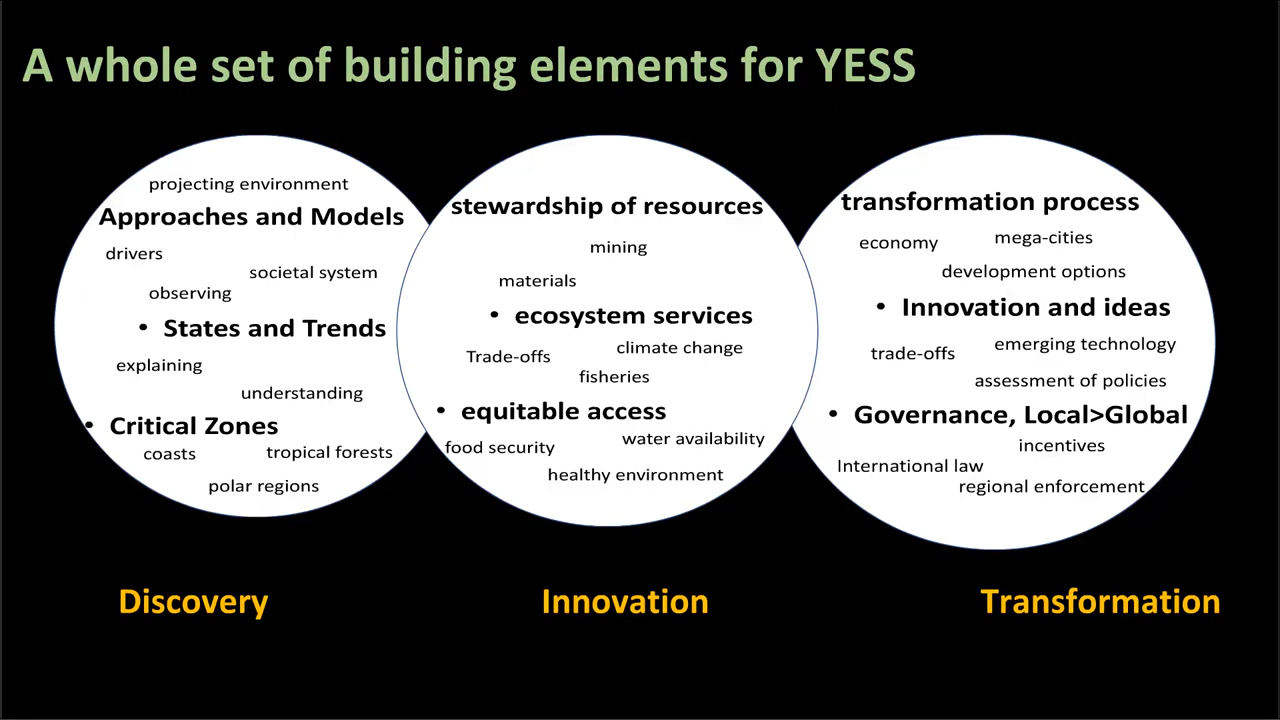 A whole set of building elements for YESS
projecting environment
Approaches and Models
drivers
societal system
observing
• States and Trends
explaining
understanding
• Critical Zones
coasts
tropical forests
polar regions
stewardship of resources
mining
materials
• ecosystem services
climate change
Trade-offs
fisheries
• equitable access
water availability
food security
healthy environment
transformation process
mega-cities
economy
development options
• Innovation and ideas
emerging technology
trade-offs
assessment of policies
• Governance, Local>Global
incentives
International law
regional enforcement
Discovery
Innovation
Transformation